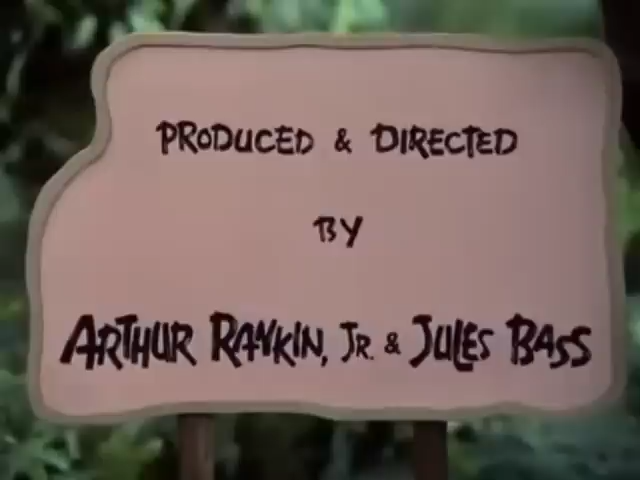 PRODUCED & DIRECTED
BY
ARTHUR RANKIN, JR. & JULES BASS